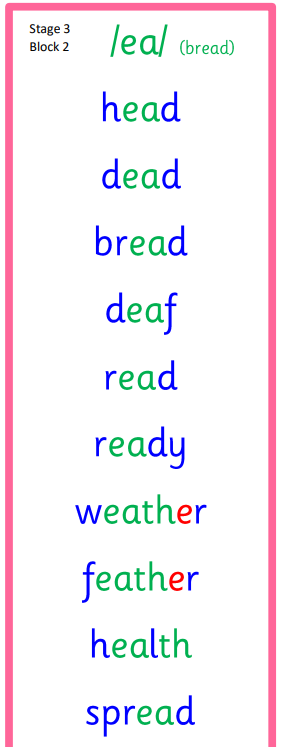 Stage 3 /ea/ (bread)
Block 2
head
dead
bread
deaf
read
ready
weather
feather
health
spread